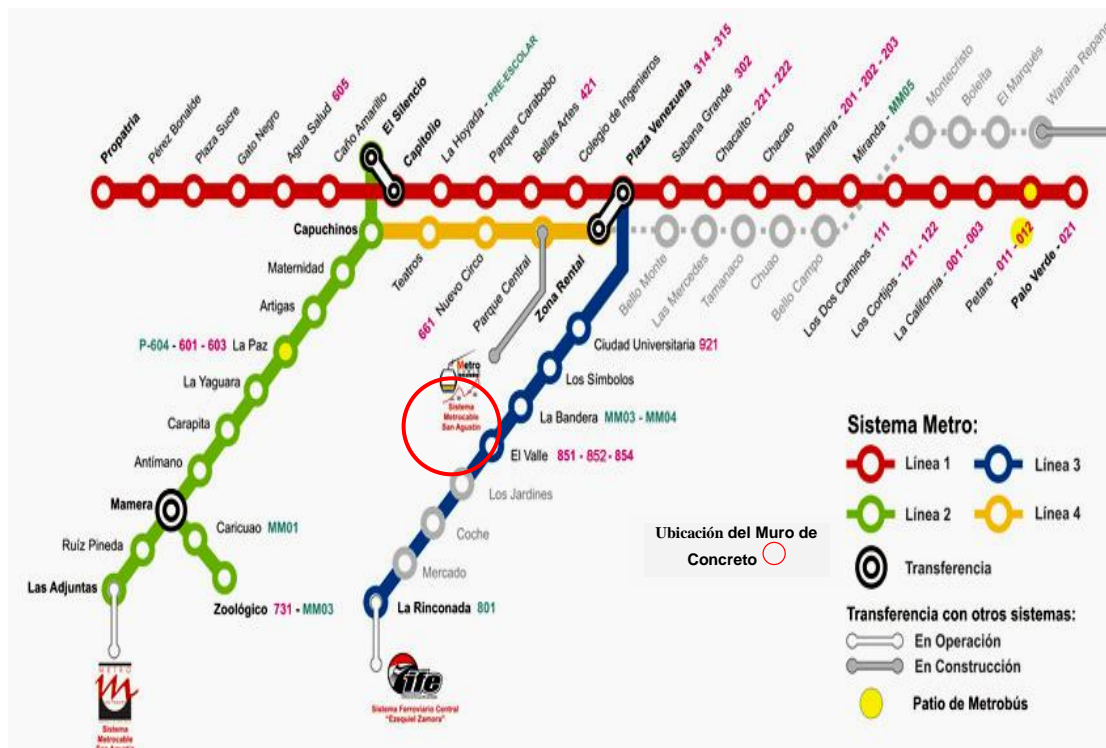 Propatria
Pérez Bonalde
Plaza Sucre
Gato Negro
Agua Salud 605
Caño Amarillo
El Silencio
Capitolio
La Hoyada - PRE-ESCOLAR
Parque Carabobo
Bellas Artes 421
Colegio de Ingenieros
Plaza Venezuela 314 - 315
Sabana Grande 302
Chacaito - 221 - 222
Chacao
Altamira - 201 - 202 - 203
Miranda - MM05
Montecristo
Boleita
El Marqués
Waraira Repano
Capuchinos
Teatros
661 Nuevo Circo
Parque Central
Zona Rental
Bello Monte
Las Mercedes
Tamanaco
Chuao
Bello Campo
Los Dos Caminos - 111
Los Cortijos - 121 - 122
La California - 001 - 003
Petare - 011 - 012
Palo Verde - 021
Maternidad
Artigas
P-604 - 601 - 603 La Paz
La Yaguara
Carapita
Antímano
Mamera
Caricuao MM01
Ruíz Pineda
Las Adjuntas
Zoológico 731 - MM03
Ciudad Universitaria 921
Los Símbolos
La Bandera MM03 - MM04
El Valle 851 - 852 - 854
Los Jardines
Coche
Mercado
La Rinconada 801
Metro
Sistema
Metrocable
San Agustín
METRO
Sistema
Metrocable
San Agustín
ife
Sistema Ferroviario Central
"Ezequiel Zamora"
Ubicación del Muro de
Concreto
Sistema Metro:
Línea 1
Línea 3
Línea 2
Línea 4
Transferencia
Transferencia con otros sistemas:
En Operación
En Construcción
Patio de Metrobús